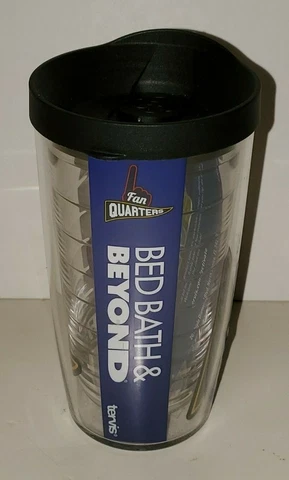 Fan
QUARTERS
BED BATH &
BEYOND®
tervis®